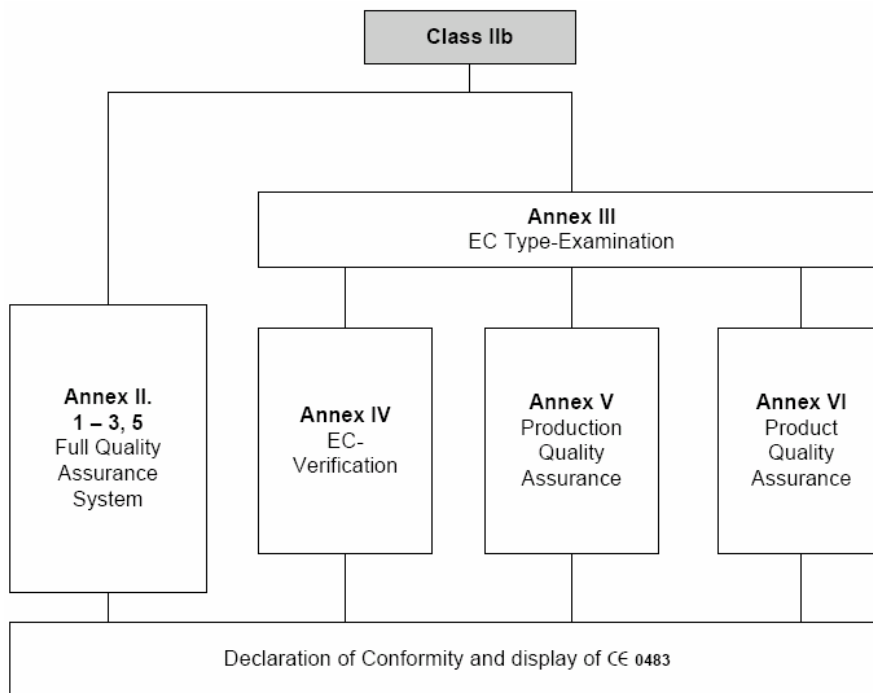 Class IIb
Annex III
EC Type-Examination
Annex II.
1 – 3, 5
Full Quality
Assurance
System
Annex IV
EC-
Verification
Annex V
Production
Quality
Assurance
Annex VI
Product
Quality
Assurance
Declaration of Conformity and display of CE 0483